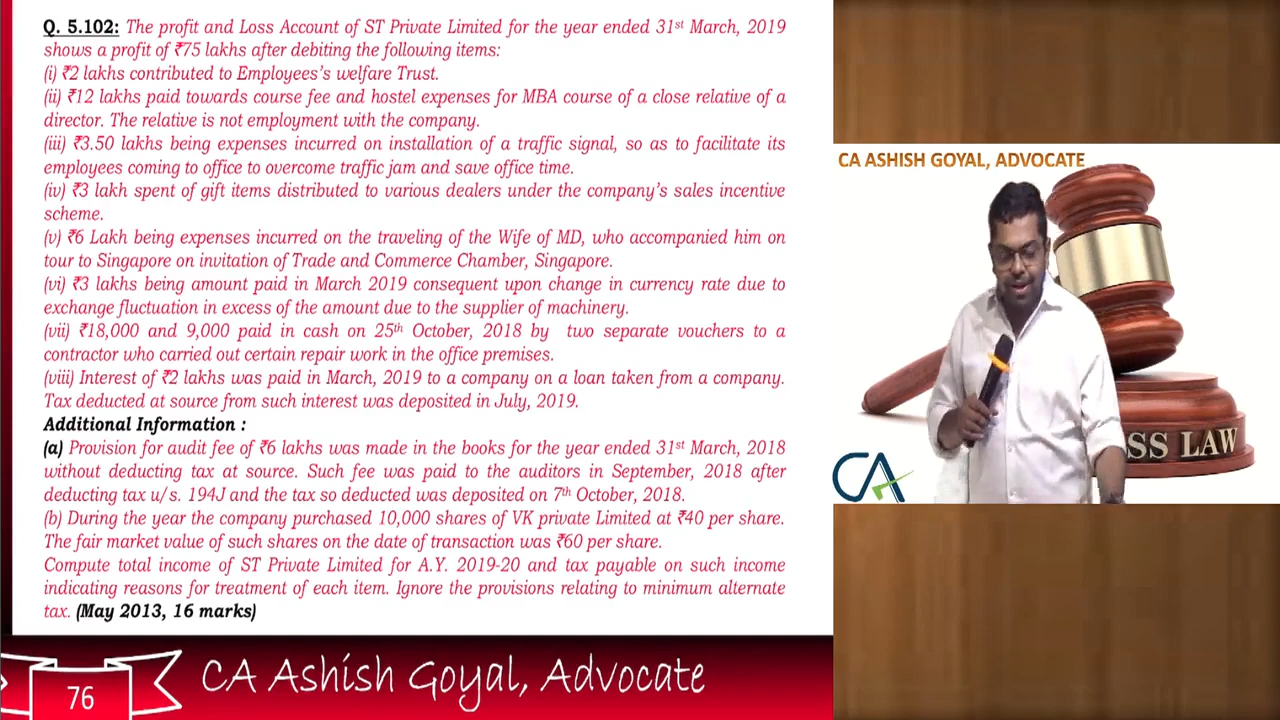 Q. 5.102: The profit and Loss Account of ST Private Limited for the year ended 31st March, 2019
shows a profit of ₹75 lakhs after debiting the following items:
(i) ₹2 lakhs contributed to Employees's welfare Trust.
(ii) ₹12 lakhs paid towards course fee and hostel expenses for MBA course of a close relative of a
director. The relative is not employment with the company.
(iii) ₹3.50 lakhs being expenses incurred on installation of a traffic signal, so as to facilitate its
employees coming to office to overcome traffic jam and save office time.
(iv) ₹3 lakh spent of gift items distributed to various dealers under the company's sales incentive
scheme.
(v) ₹6 Lakh being expenses incurred on the traveling of the Wife of MD, who accompanied him on
tour to Singapore on invitation of Trade and Commerce Chamber, Singapore.
(vi) ₹3 lakhs being amount paid in March 2019 consequent upon change in currency rate due to
exchange fluctuation in excess of the amount due to the supplier of machinery.
(vii) ₹18,000 and 9,000 paid in cash on 25th October, 2018 by two separate vouchers to a
contractor who carried out certain repair work in the office premises.
(viii) Interest of ₹2 lakhs was paid in March, 2019 to a company on a loan taken from a company.
Tax deducted at source from such interest was deposited in July, 2019.
Additional Information :
(a) Provision for audit fee of ₹6 lakhs was made in the books for the year ended 31st March, 2018
without deducting tax at source. Such fee was paid to the auditors in September, 2018 after
deducting tax u/s. 194J and the tax so deducted was deposited on 7th October, 2018.
(b) During the year the company purchased 10,000 shares of VK private Limited at ₹40 per share.
The fair market value of such shares on the date of transaction was ₹60 per share.
Compute total income of ST Private Limited for A.Y. 2019-20 and tax payable on such income
indicating reasons for treatment of each item. Ignore the provisions relating to minimum alternate
tax. (May 2013, 16 marks)
76
CA Ashish Goyal, Advocate
CA ASHISH GOYAL, ADVOCATE
SS LAW
CA